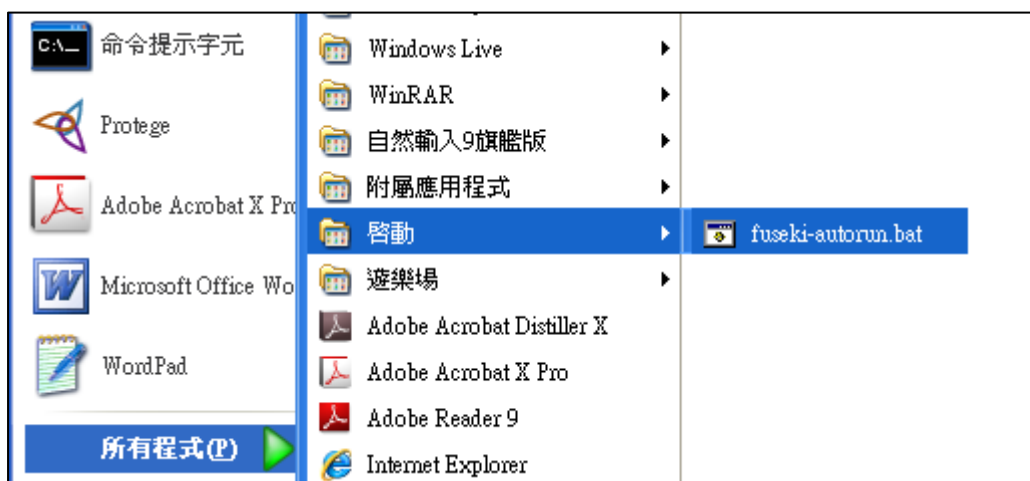 C:\_
命令提示字元
Protege
Adobe Acrobat X Pro
Microsoft Office Wo
WordPad
所有程式(P)
Windows Live
WinRAR
自然輸入9旗艦版
附屬應用程式
啓動
遊樂場
Adobe Acrobat Distiller X
Adobe Acrobat X Pro
Adobe Reader 9
Internet Explorer
fuseki-autorun.bat